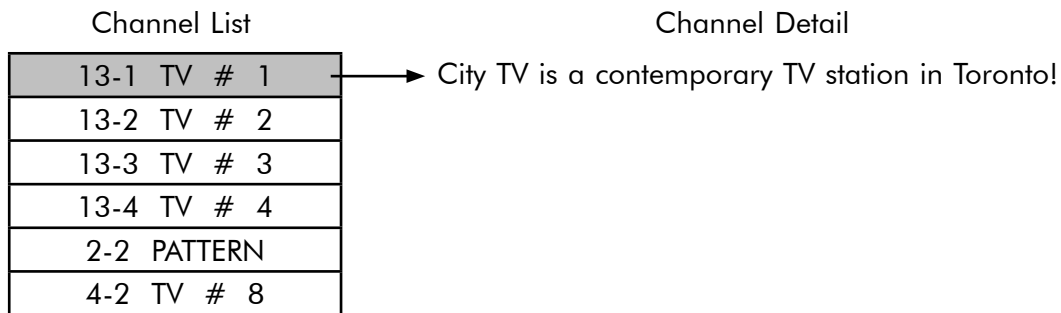 Channel List
Channel Detail
13-1 TV # 1
City TV is a contemporary TV station in Toronto!
13-2 TV # 2
13-3 TV # 3
13-4 TV # 4
2-2 PATTERN
4-2 TV # 8